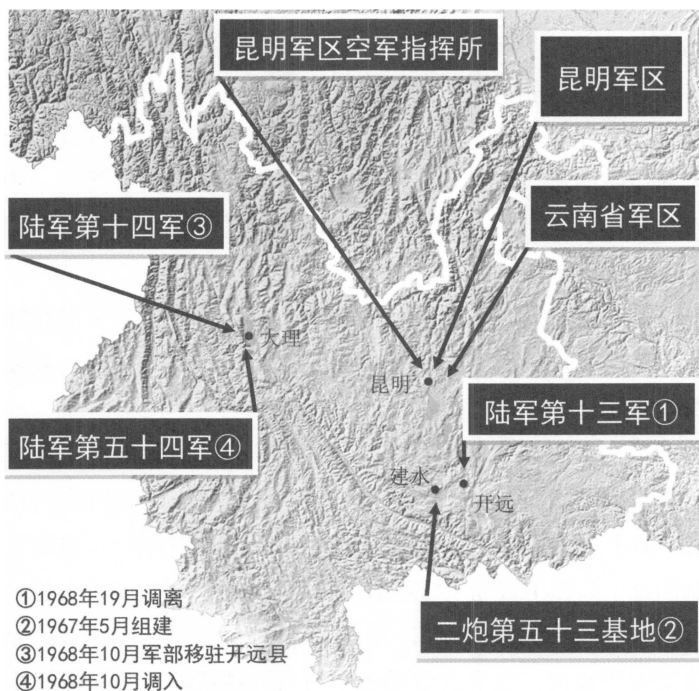 昆明军区空军指挥所
昆明军区
云南省军区
陆军第十四军③
大理
昆明
陆军第十三军①
陆军第五十四军④
建水
开远
二炮第五十三基地②
①1968年19月调离
②1967年5月组建
③1968年10月军部移驻开远县
④1968年10月调入